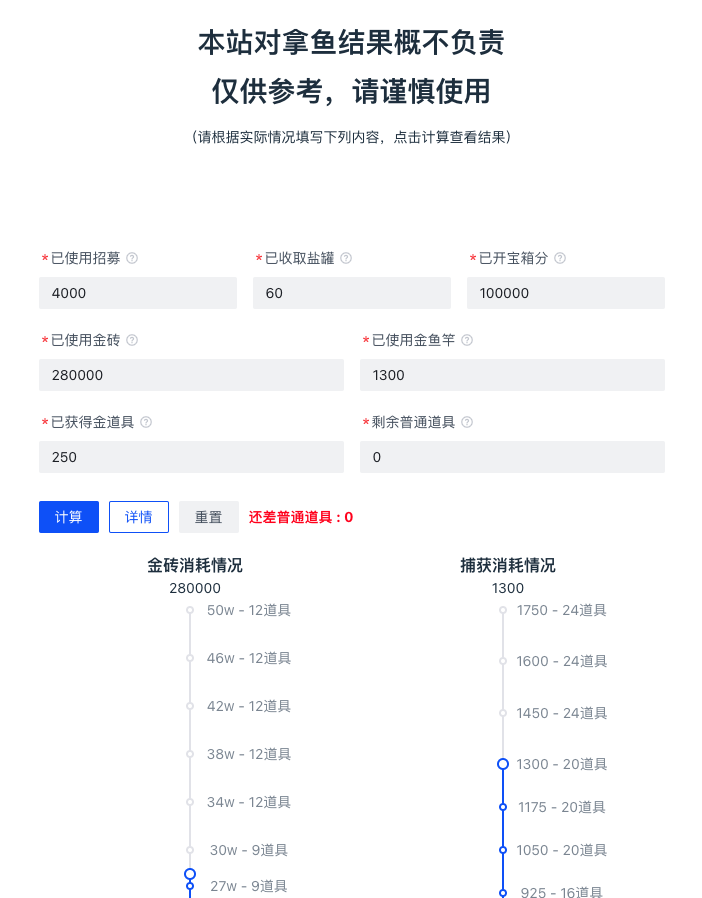 本站对拿鱼结果概不负责
仅供参考，请谨慎使用
（请根据实际情况填写下列内容，点击计算查看结果）
*已使用招募 *已收取盐罐 *已开宝箱分
4000 60 100000
*已使用金砖 *已使用金鱼竿
280000 1300
*已获得金道具 *剩余普通道具
250 0
计算 详情 重置 还差普通道具 : 0
金砖消耗情况 捕获消耗情况
280000 1300
50w - 12道具 1750 - 24道具
46w - 12道具 1600 - 24道具
42w - 12道具 1450 - 24道具
38w - 12道具 1300 - 20道具
34w - 12道具 1175 - 20道具
30w - 9道具 1050 - 20道具
27w - 9道具 925 - 16道具